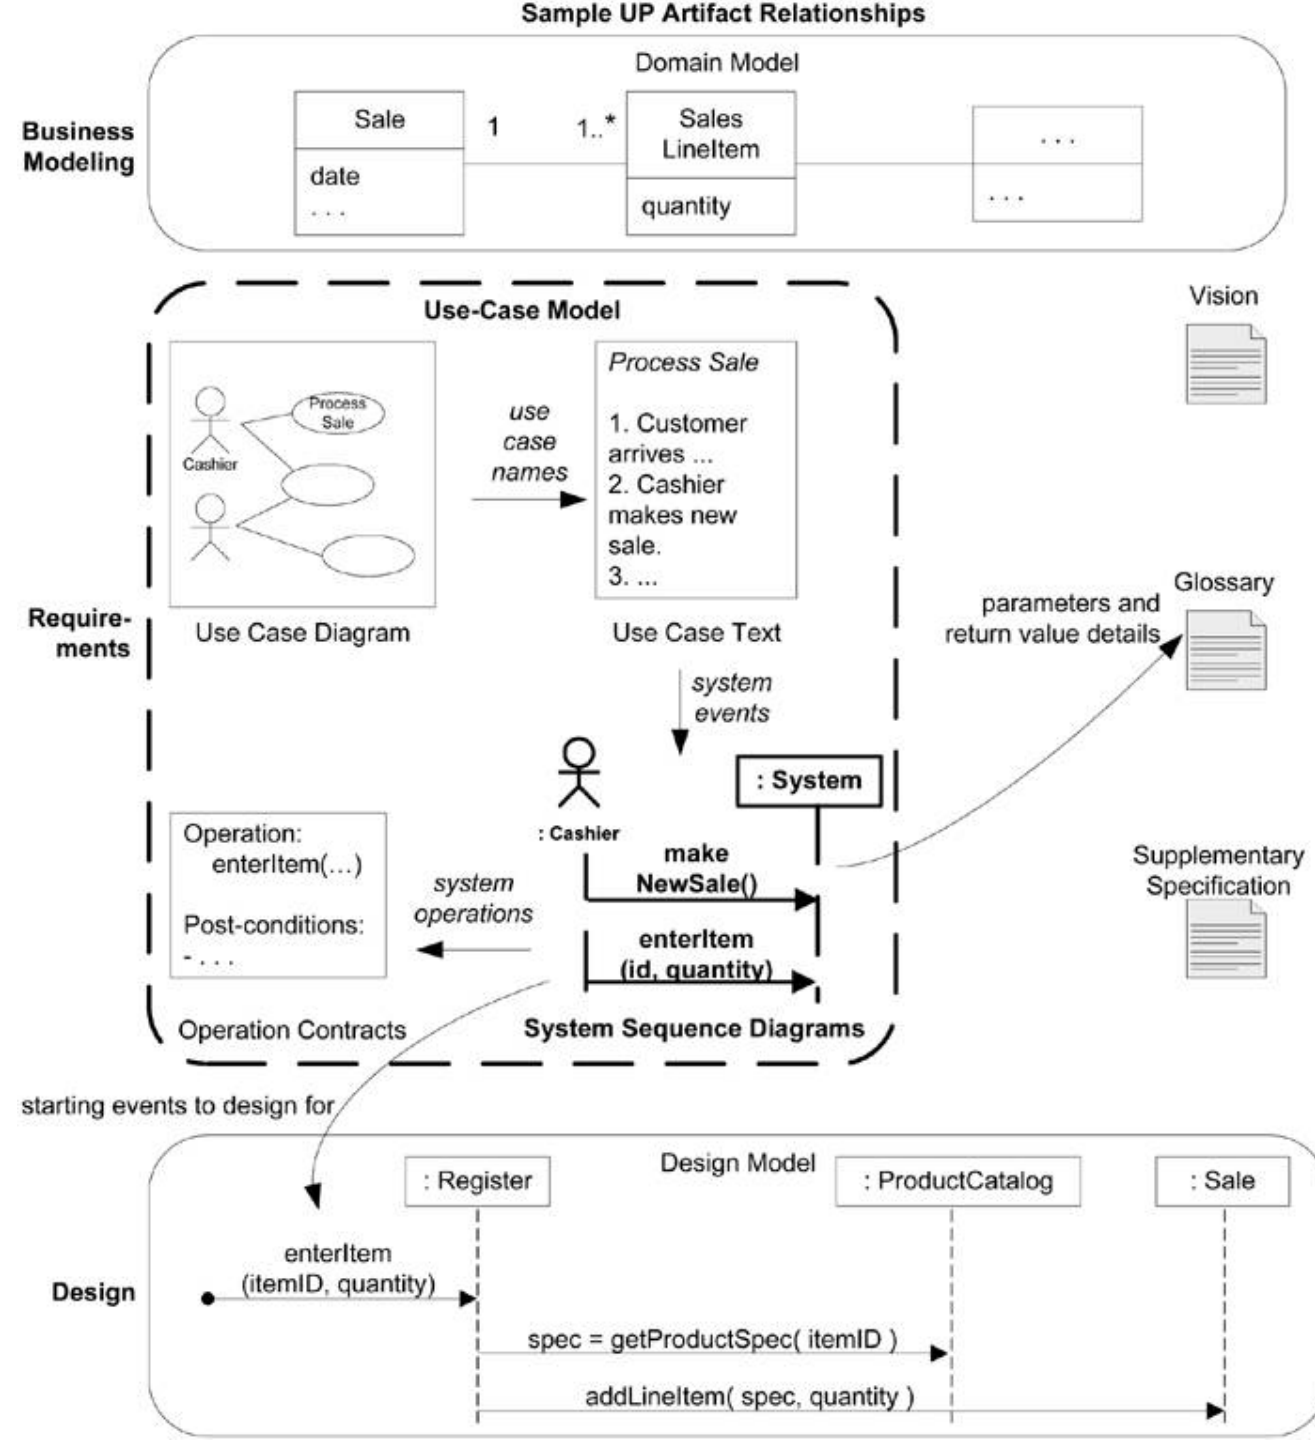 Sample UP Artifact Relationships
Domain Model
Business
Modeling
Sale
1
1..*
Sales
LineItem
. . .
date
. . .
quantity
. . .
Use-Case Model
Vision
Process
Sale
Cashier
use
case
names
Process Sale
1. Customer
arrives ...
2. Cashier
makes new
sale.
3. ...
Require-
ments
Use Case Diagram
Use Case Text
Glossary
parameters and
return value details
system
events
: System
: Cashier
make
NewSale()
enterItem
(id, quantity)
system
operations
Operation:
enterItem(…)
Post-conditions:
- . . .
Supplementary
Specification
Operation Contracts
System Sequence Diagrams
starting events to design for
Design Model
: Register
: ProductCatalog
: Sale
Design
enterItem
(itemID, quantity)
spec = getProductSpec( itemID )
addLineItem( spec, quantity )